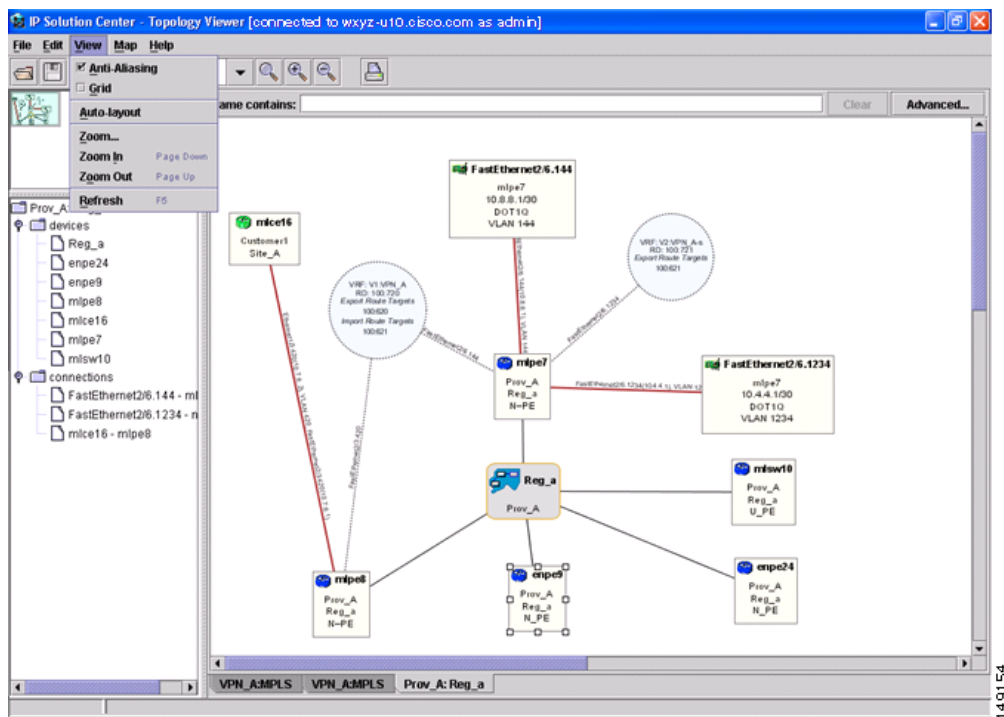 IP Solution Center - Topology Viewer [connected to wxyz-u10.cisco.com as admin]
File Edit View Map Help
Anti-Aliasing
Grid
Auto-layout
Zoom...
Zoom In Page Down
Zoom Out Page Up
Refresh F5
ame contains:
Clear
Advanced...
Prov_A:
devices
Reg_a
enpe24
enpe9
mlpe8
mlce16
mlpe7
mlsw10
connections
FastEthernet2/6.144 - ml
FastEthernet2/6.1234 - n
mlce16 - mlpe8
FastEthernet2/6.144
mlpe7
10.8.8.1/30
DOT1Q
VLAN 144
mlce16
Customer1
Site_A
VRF: V1:VPN_A
RD: 100:720
Export Route Targets
100:620
Import Route Targets
100:621
VRF: V2:VPN_A-s
RD: 100:721
Export Route Targets
100:621
FastEthernet2/6.144
FastEthernet2/6.1234
mlpe7
Prov_A
Reg_a
N-PE
FastEthernet2/6.1234
mlpe7
10.4.4.1/30
DOT1Q
VLAN 1234
Reg_a
Prov_A
mlsw10
Prov_A
Reg_a
U_PE
mlpe8
Prov_A
Reg_a
N-PE
enpe9
Prov_A
Reg_a
N_PE
enpe24
Prov_A
Reg_a
N_PE
VPN_A:MPLS
VPN_A:MPLS
Prov_A: Reg_a
149154